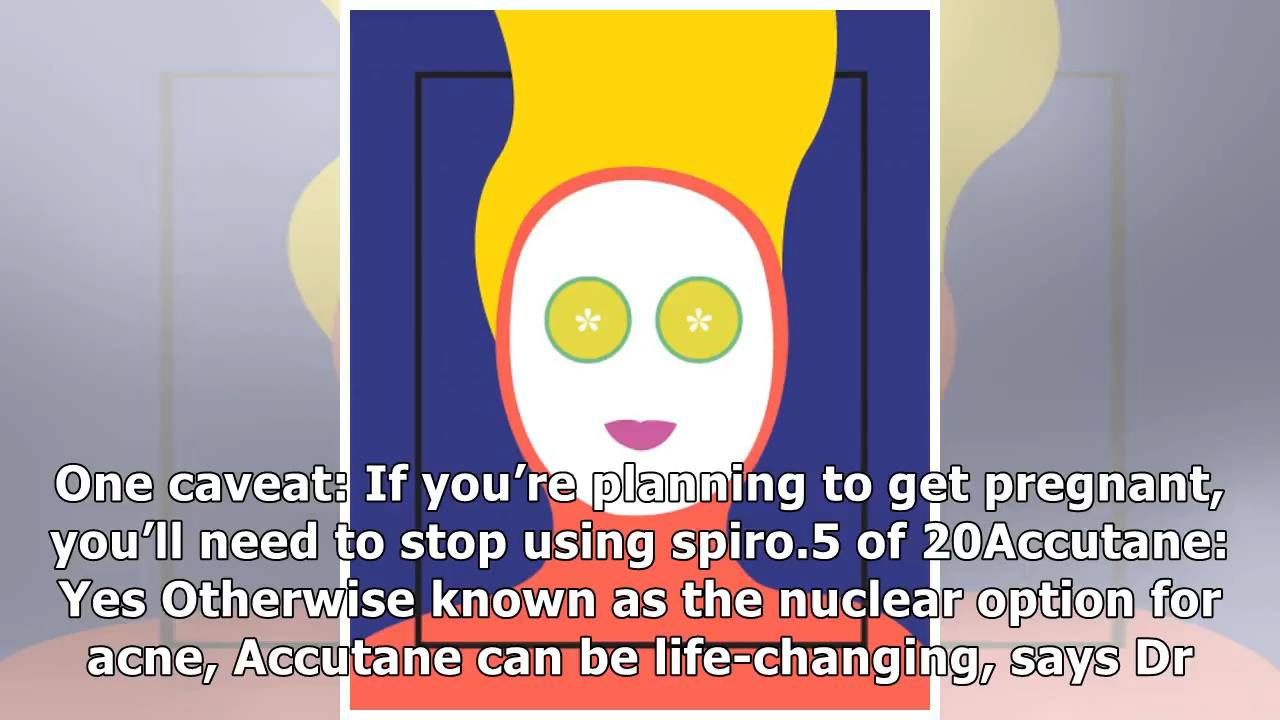 One caveat: If you’re planning to get pregnant,
you’ll need to stop using spiro.5 of 20Accutane:
Yes Otherwise known as the nuclear option for
acne, Accutane can be life-changing, says Dr